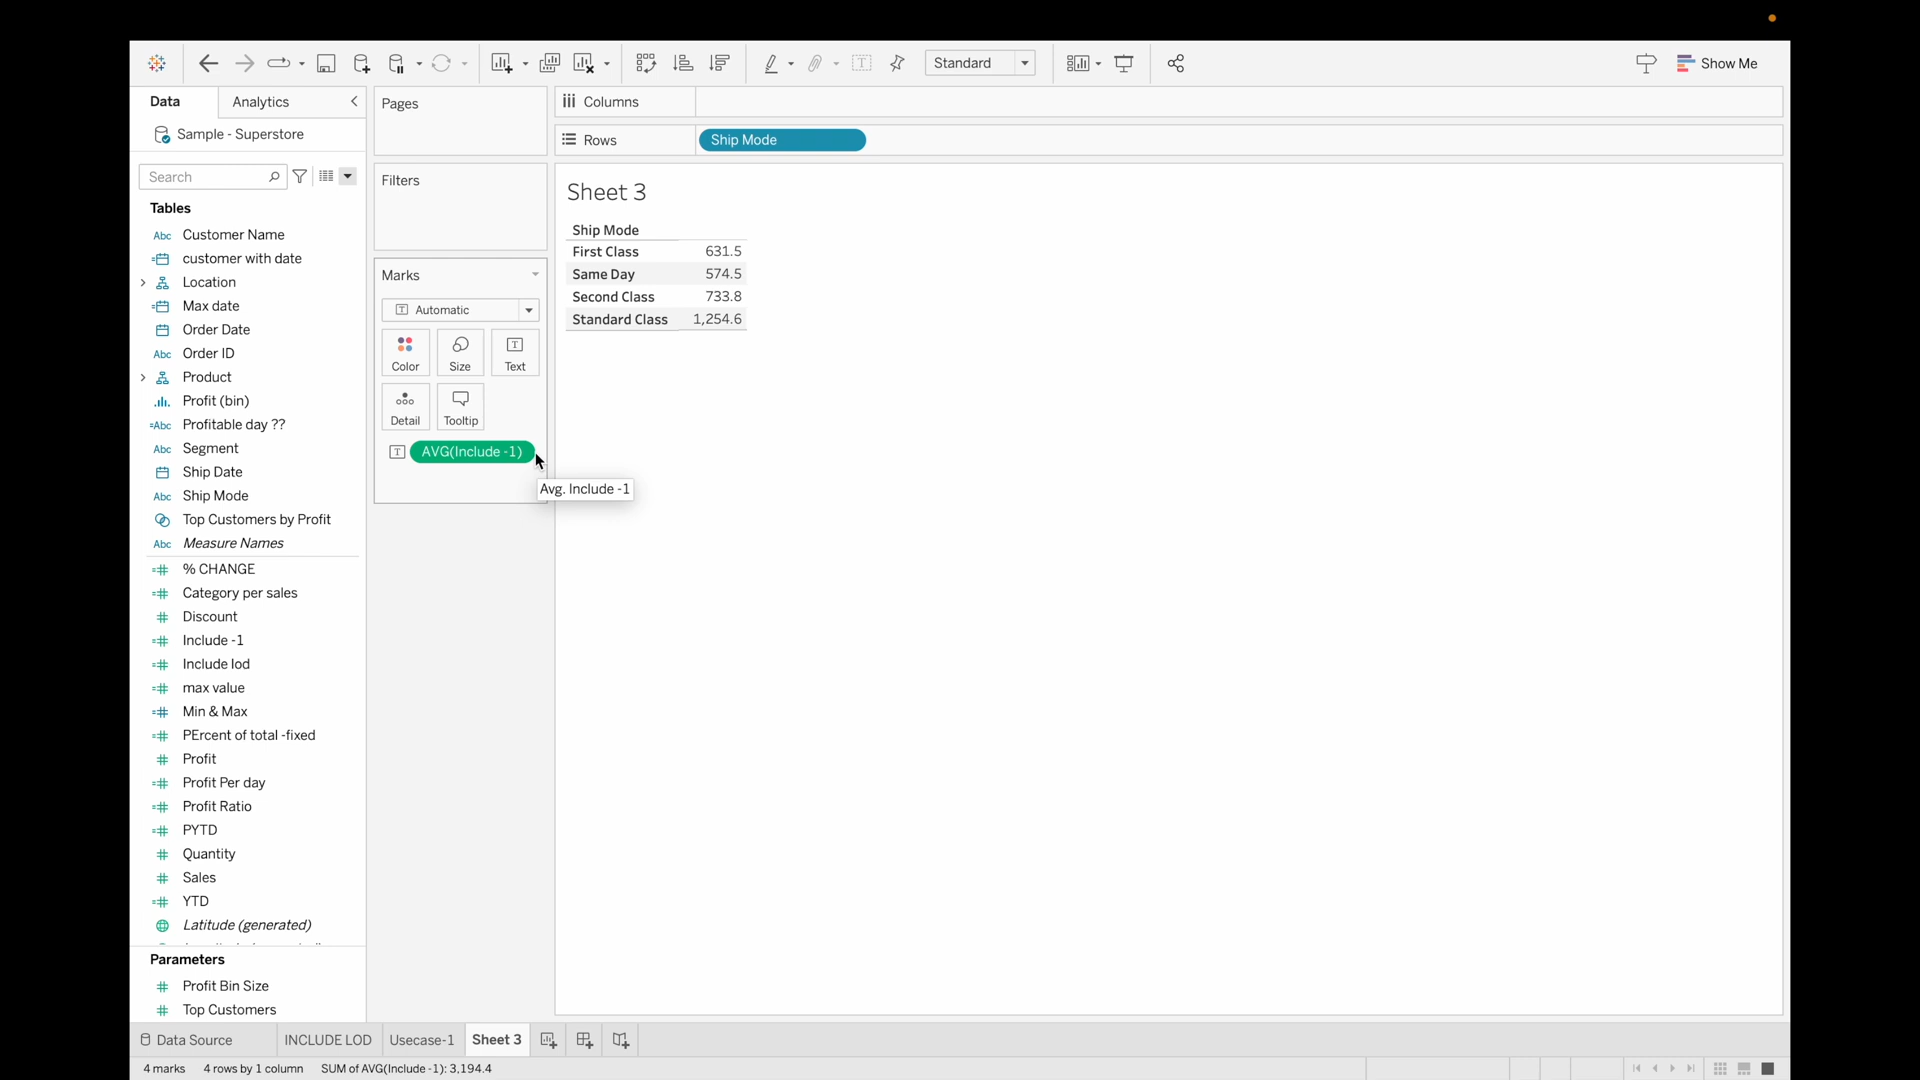 Standard
Show Me
Data
Analytics
Sample - Superstore
Search
Tables
Abc Customer Name
customer with date
Location
Max date
Order Date
Abc Order ID
Product
Profit (bin)
=Abc Profitable day ??
Abc Segment
Ship Date
Abc Ship Mode
Top Customers by Profit
Abc Measure Names
=# % CHANGE
=# Category per sales
# Discount
=# Include -1
=# Include lod
=# max value
=# Min & Max
=# PErcent of total -fixed
# Profit
=# Profit Per day
=# Profit Ratio
=# PYTD
# Quantity
# Sales
=# YTD
Latitude (generated)
Parameters
# Profit Bin Size
# Top Customers
Pages
Filters
Marks
T Automatic
Color
Size
T Text
Detail
Tooltip
T AVG(Include -1)
Avg. Include -1
Columns
Rows
Ship Mode
Sheet 3
Ship Mode
First Class 631.5
Same Day 574.5
Second Class 733.8
Standard Class 1,254.6
Data Source
INCLUDE LOD
Usecase-1
Sheet 3
4 marks 4 rows by 1 column SUM of AVG(Include -1): 3,194.4